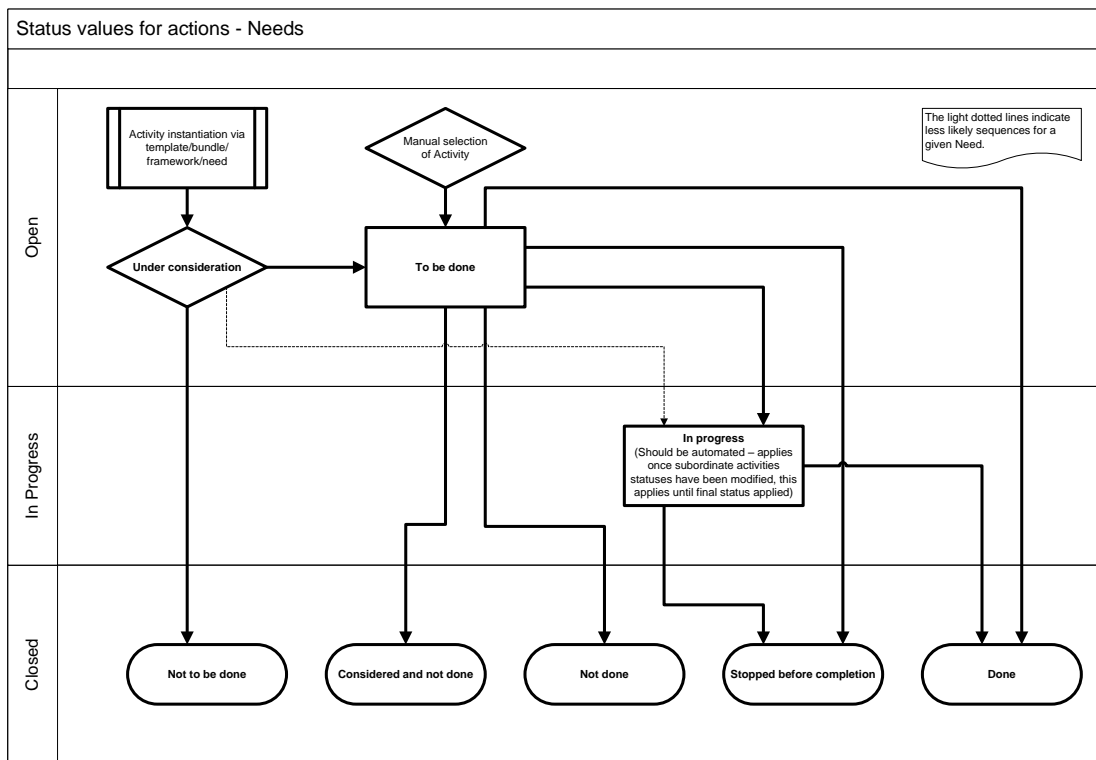 Status values for actions - Needs
Open
Activity instantiation via
template/bundle/
framework/need
Manual selection
of Activity
The light dotted lines indicate
less likely sequences for a
given Need.
Under consideration
To be done
In Progress
In progress
(Should be automated – applies
once subordinate activities
statuses have been modified, this
applies until final status applied)
Closed
Not to be done
Considered and not done
Not done
Stopped before completion
Done